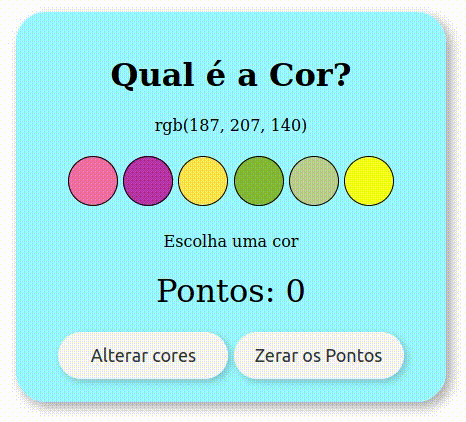 Qual é a Cor?
rgb(187, 207, 140)
Escolha uma cor
Pontos: 0
Alterar cores
Zerar os Pontos